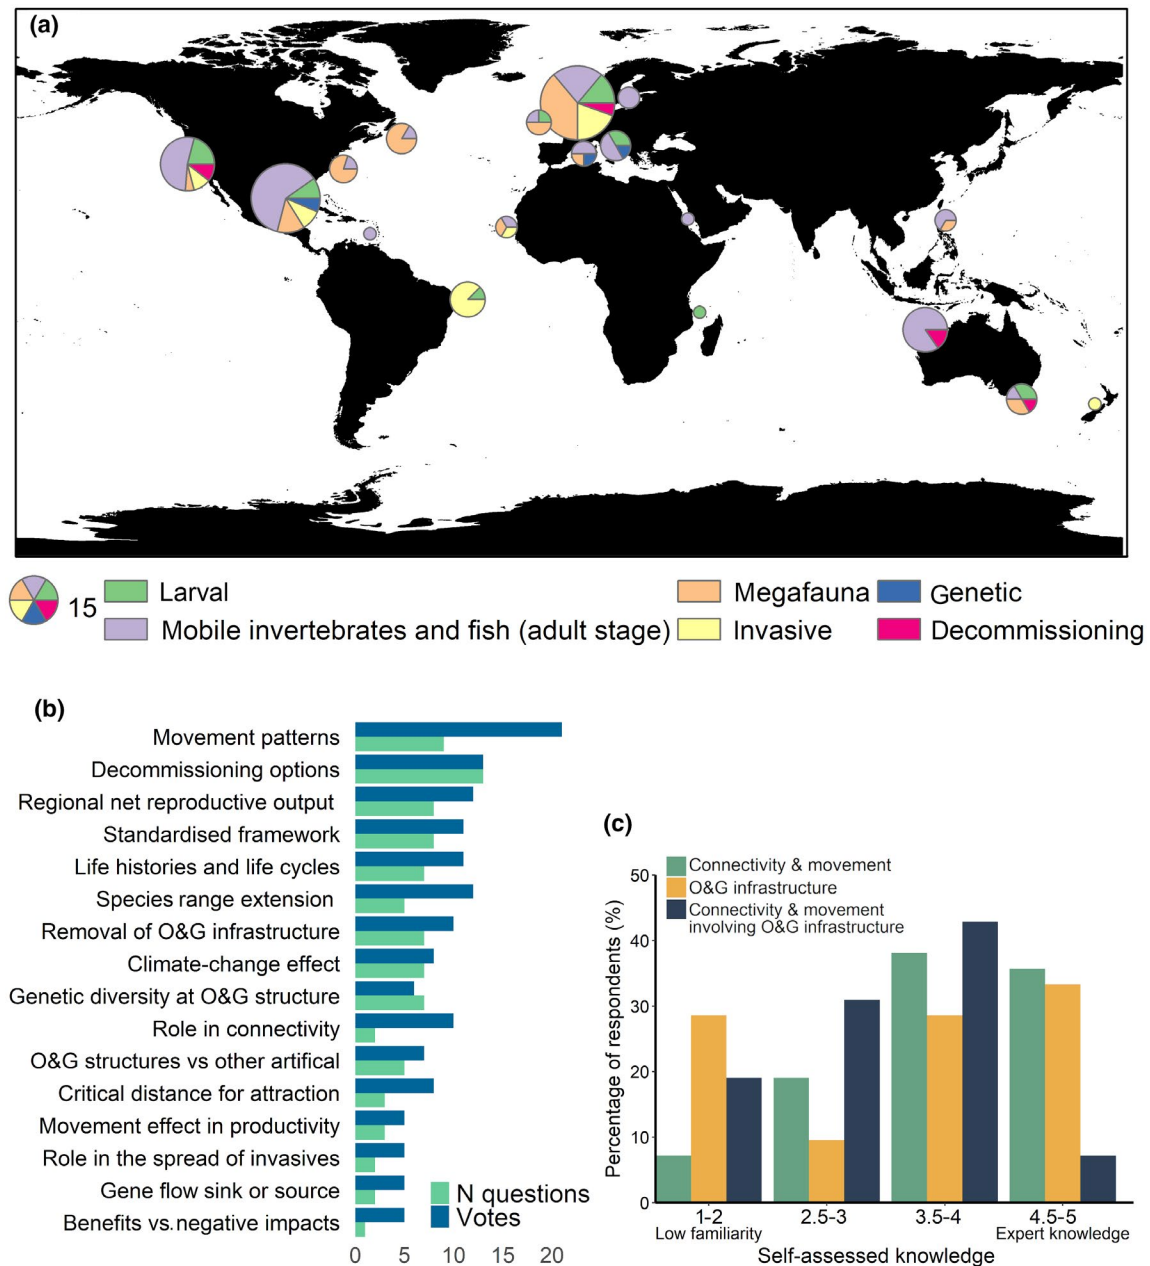 (a)
15
Larval
Megafauna
Genetic
Mobile invertebrates and fish (adult stage)
Invasive
Decommissioning
(b)
Movement patterns
Decommissioning options
Regional net reproductive output
Standardised framework
Life histories and life cycles
Species range extension
Removal of O&G infrastructure
Climate-change effect
Genetic diversity at O&G structure
Role in connectivity
O&G structures vs other artifical
Critical distance for attraction
Movement effect in productivity
Role in the spread of invasives
Gene flow sink or source
Benefits vs. negative impacts
N questions
Votes
0 5 10 15 20
(c)
Connectivity & movement
O&G infrastructure
Connectivity & movement
involving O&G infrastructure
Percentage of respondents (%)
50
40
30
20
10
0
1-2 2.5-3 3.5-4 4.5-5
Low familiarity Expert knowledge
Self-assessed knowledge